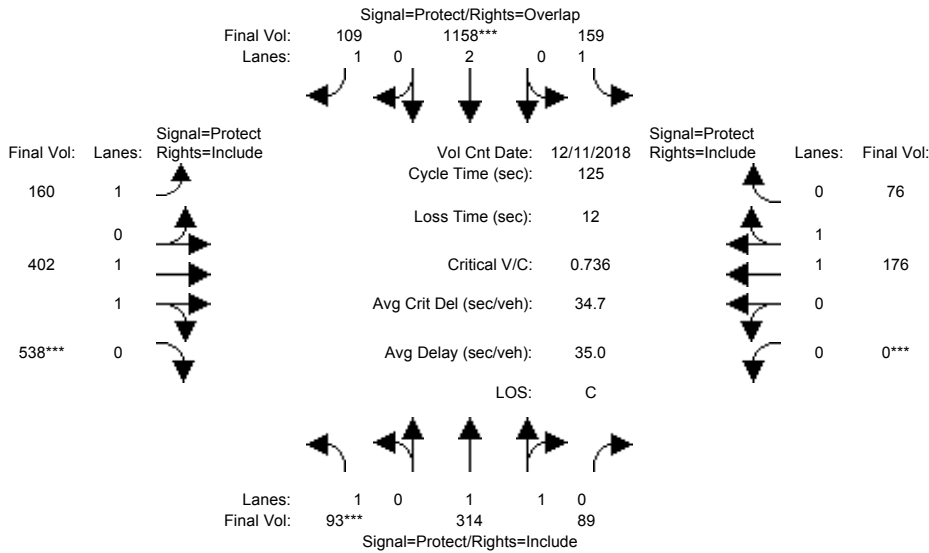 Signal=Protect/Rights=Overlap
Final Vol: 109 1158*** 159
Lanes: 1 0 2 0 1
Signal=Protect Signal=Protect
Final Vol: Lanes: Rights=Include Vol Cnt Date: 12/11/2018 Rights=Include Lanes: Final Vol:
Cycle Time (sec): 125
160 1 0 76
Loss Time (sec): 12
0 1
402 1 Critical V/C: 0.736 1 176
1 Avg Crit Del (sec/veh): 34.7 0
538*** 0 Avg Delay (sec/veh): 35.0 0 0***
LOS: C
Lanes: 1 0 1 1 0
Final Vol: 93*** 314 89
Signal=Protect/Rights=Include